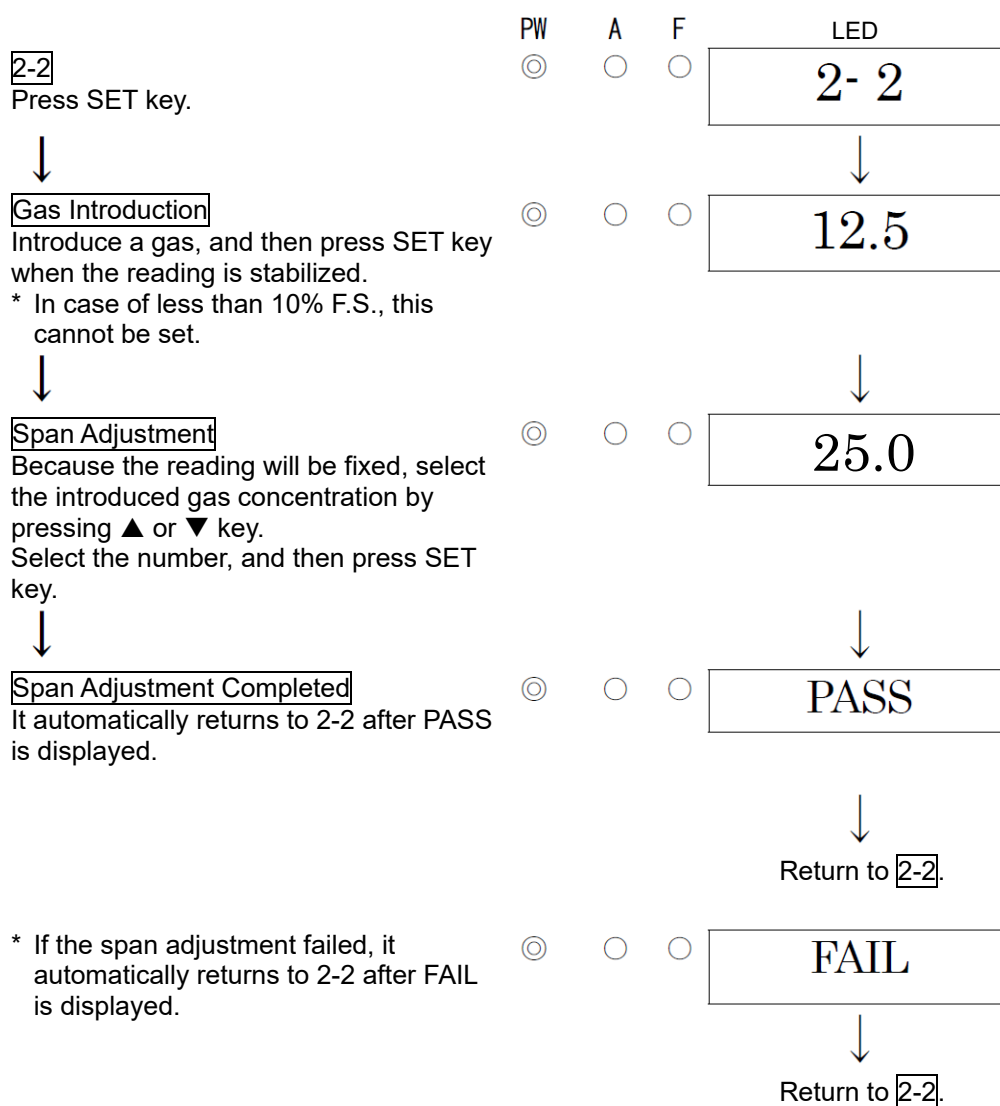 PW A F LED
2-2
2- 2
Press SET key.
↓ ↓
Gas Introduction
◎ ○ ○ 12.5
Introduce a gas, and then press SET key
when the reading is stabilized.
* In case of less than 10% F.S., this
cannot be set.
↓ ↓
Span Adjustment
◎ ○ ○ 25.0
Because the reading will be fixed, select
the introduced gas concentration by
pressing ▲ or ▼ key.
Select the number, and then press SET
key.
↓ ↓
Span Adjustment Completed
◎ ○ ○ PASS
It automatically returns to 2-2 after PASS
is displayed.
↓
Return to 2-2.
* If the span adjustment failed, it
◎ ○ ○ FAIL
automatically returns to 2-2 after FAIL
is displayed.
↓
Return to 2-2.